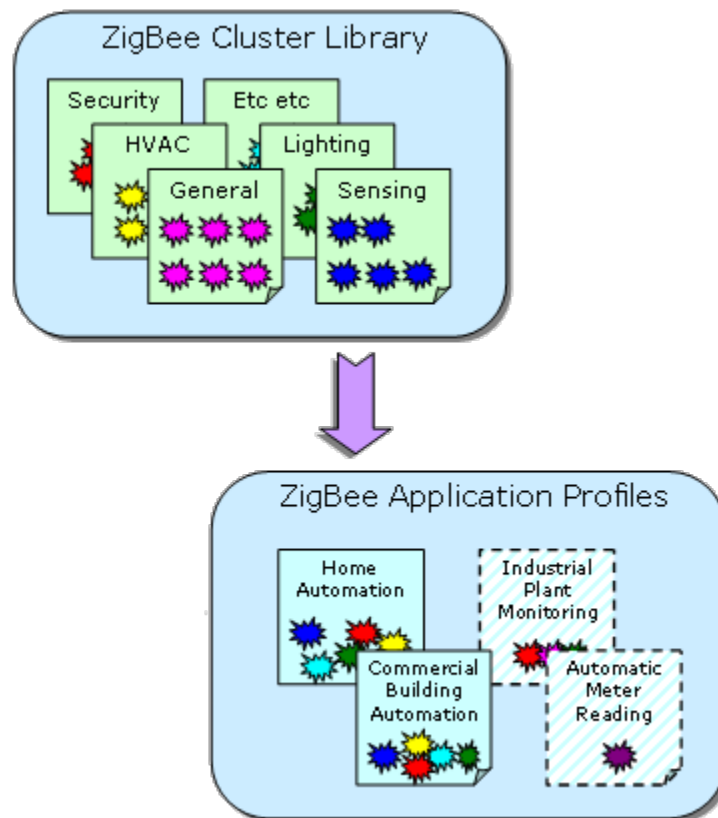 ZigBee Cluster Library
Security
Etc etc
HVAC
Lighting
General
Sensing
ZigBee Application Profiles
Home
Automation
Industrial
Plant
Monitoring
Commercial
Building
Automation
Automatic
Meter
Reading